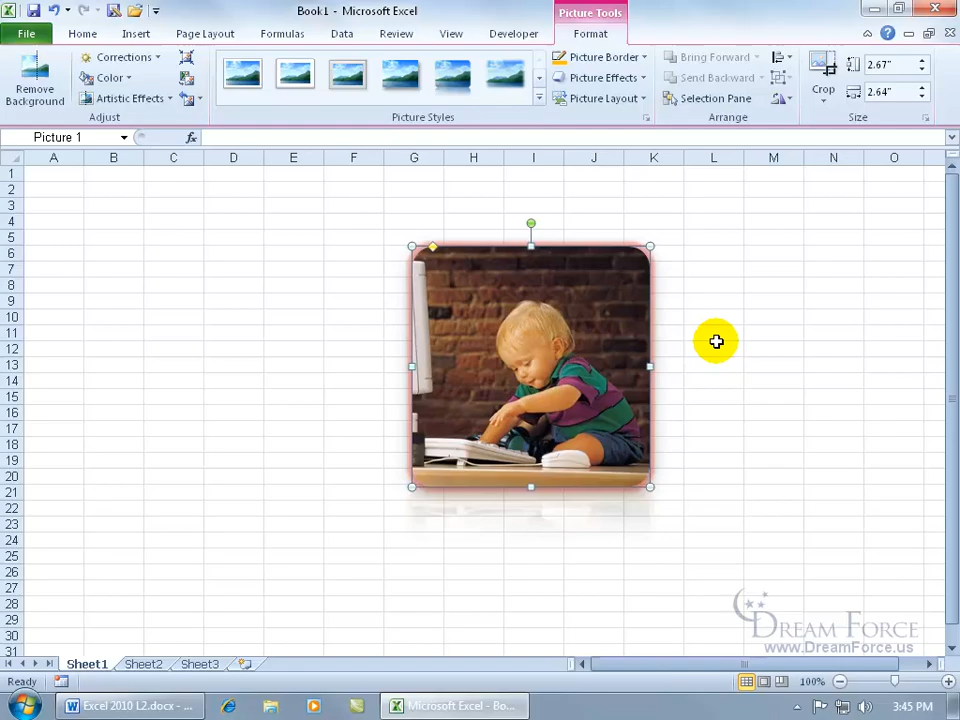 Book1 - Microsoft Excel
Picture Tools
File Home Insert Page Layout Formulas Data Review View Developer Format
Remove Background
Corrections
Color
Artistic Effects
Adjust
Picture Styles
Picture Border
Picture Effects
Picture Layout
Bring Forward
Send Backward
Selection Pane
Arrange
Crop
2.67"
2.64"
Size
Picture 1
fx
A B C D E F G H I J K L M N O
1
2
3
4
5
6
7
8
9
10
11
12
13
14
15
16
17
18
19
20
21
22
23
24
25
26
27
28
29
30
31
DREAM FORCE
www.DreamForce.us
Sheet1 Sheet2 Sheet3
Ready
100%
Excel 2010 L2.docx - ...
Microsoft Excel - Bo...
3:45 PM